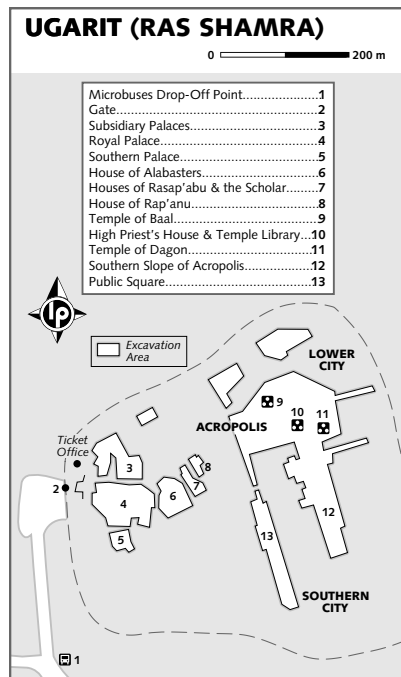 UGARIT (RAS SHAMRA)
0 200 m
Microbuses Drop-Off Point......................1
Gate......................................................2
Subsidiary Palaces..................................3
Royal Palace...........................................4
Southern Palace.....................................5
House of Alabasters................................6
Houses of Rasap'abu & the Scholar.........7
House of Rap'anu...................................8
Temple of Baal.......................................9
High Priest's House & Temple Library...10
Temple of Dagon..................................11
Southern Slope of Acropolis..................12
Public Square.......................................13
lp
Excavation
Area
LOWER
CITY
9
10
11
ACROPOLIS
Ticket
Office
3
8
7
2
4
6
12
5
13
SOUTHERN
CITY
1